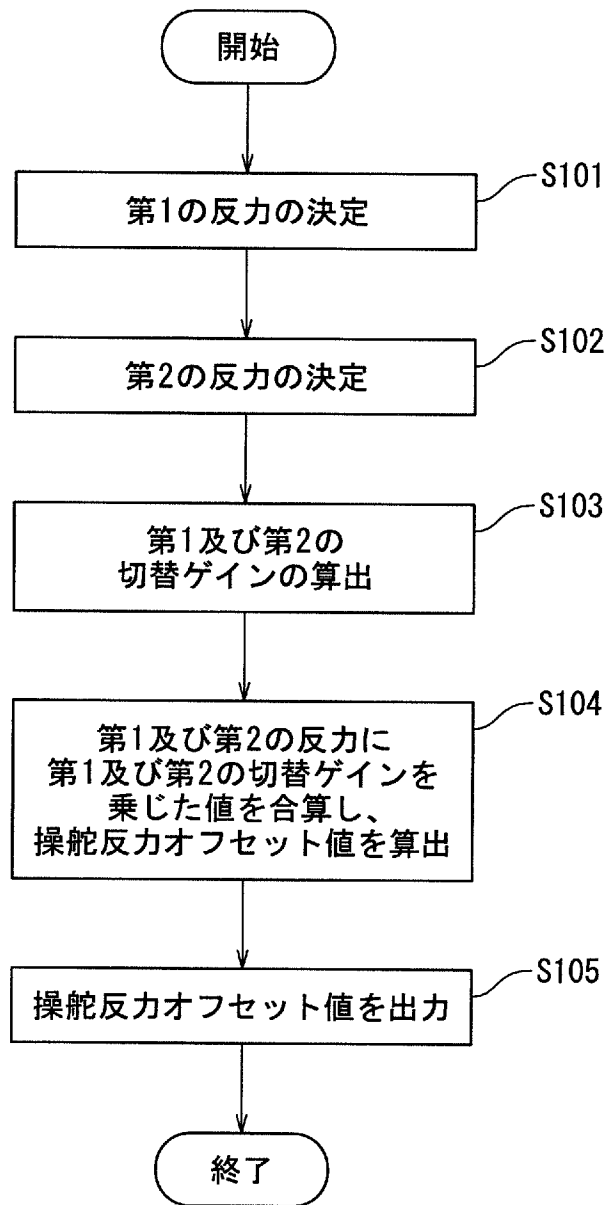 開始
S101
第1の反力の決定
S102
第2の反力の決定
S103
第1及び第2の
切替ゲインの算出
S104
第1及び第2の反力に
第1及び第2の切替ゲインを
乗じた値を合算し、
操舵反力オフセット値を算出
S105
操舵反力オフセット値を出力
終了